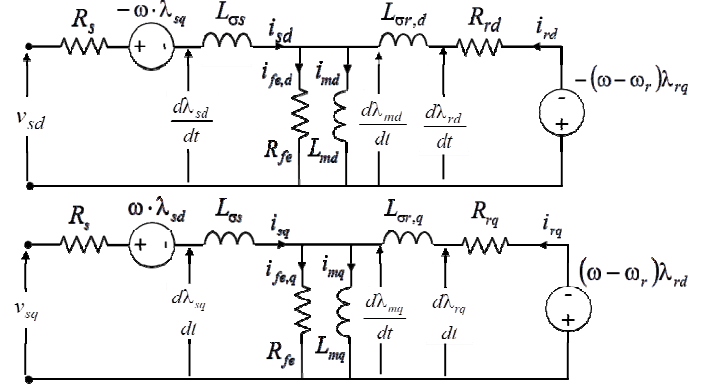 R_s
−ω·λ_sq
L_σs
i_sd
L_σr,d
R_rd
i_rd
+
-
i_fe,d
i_md
−(ω−ω_r)λ_rq
-
+
v_sd
dλ_sd
dt
R_fe
L_md
dλ_md
dt
dλ_rd
dt
R_s
ω·λ_sd
L_σs
i_sq
L_σr,q
R_rq
i_rq
-
+
i_fe,q
i_mq
(ω−ω_r)λ_rd
-
+
v_sq
dλ_sq
dt
R_fe
L_mq
dλ_mq
dt
dλ_rq
dt